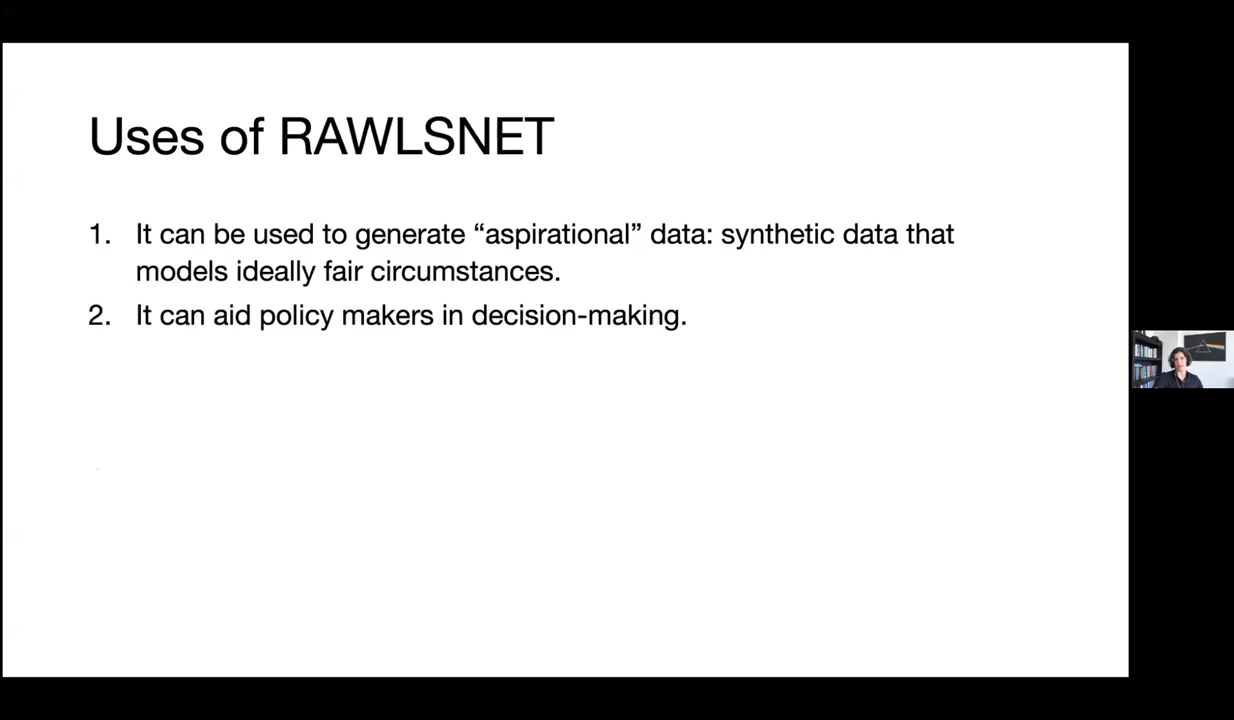 Uses of RAWLSNET
1. It can be used to generate “aspirational” data: synthetic data that
models ideally fair circumstances.
2. It can aid policy makers in decision-making.